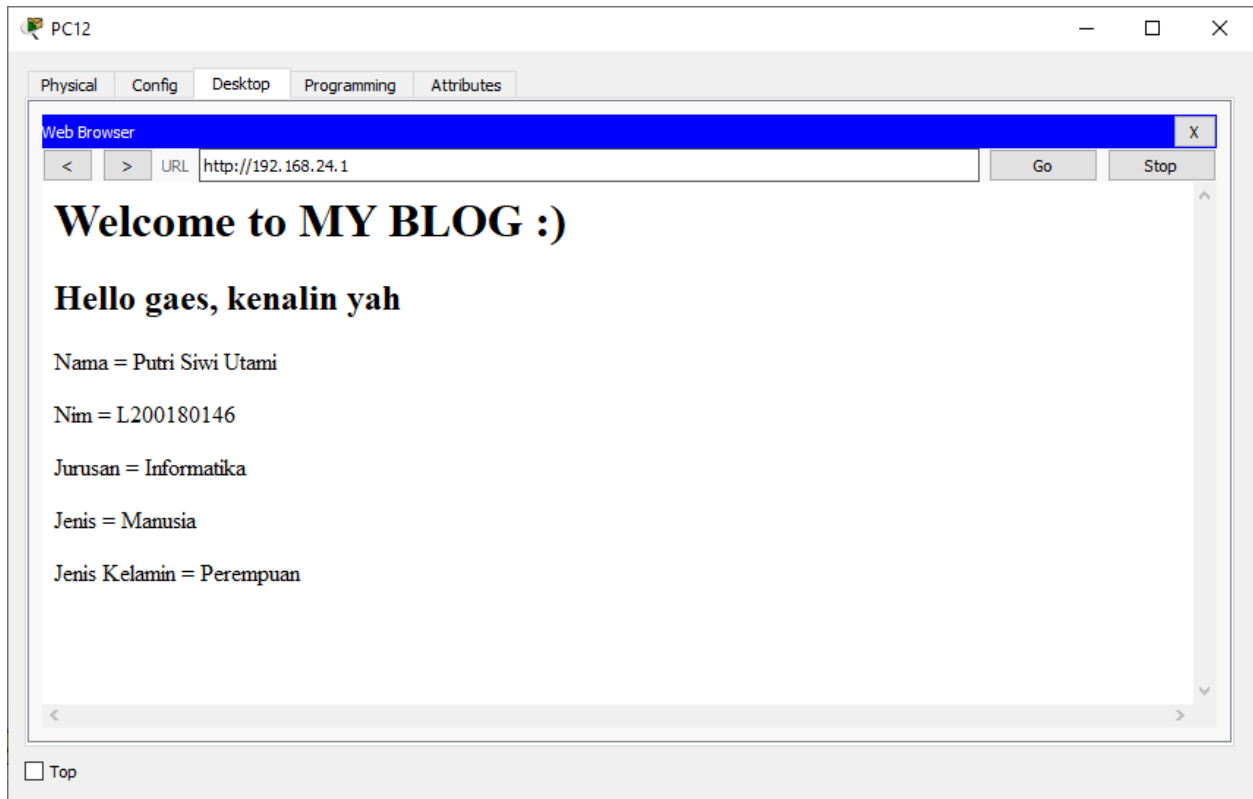 PC12
Physical Config Desktop Programming Attributes
Web Browser X
< > URL http://192.168.24.1 Go Stop
Welcome to MY BLOG :)
Hello gaes, kenalin yah
Nama = Putri Siwi Utami
Nim = L200180146
Jurusan = Informatika
Jenis = Manusia
Jenis Kelamin = Perempuan
Top